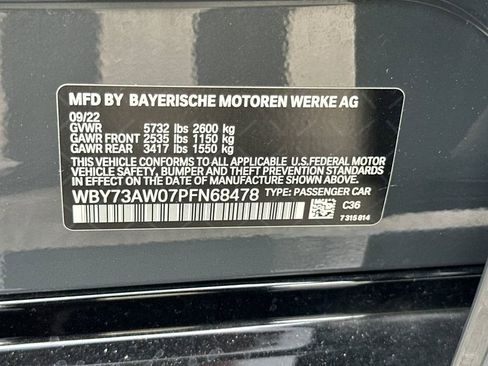 MFD BY BAYERISCHE MOTOREN WERKE AG
09/22
GVWR 5732 lbs 2600 kg
GAWR FRONT 2535 lbs 1150 kg
GAWR REAR 3417 lbs 1550 kg
THIS VEHICLE CONFORMS TO ALL APPLICABLE U.S.FEDERAL MOTOR
VEHICLE SAFETY, BUMPER, AND THEFT PREVENTION STANDARDS
IN EFFECT ON THE DATE OF MANUFACTURE SHOWN ABOVE.
WBY73AW07PFN68478 TYPE: PASSENGER CAR
C36
7 315 814